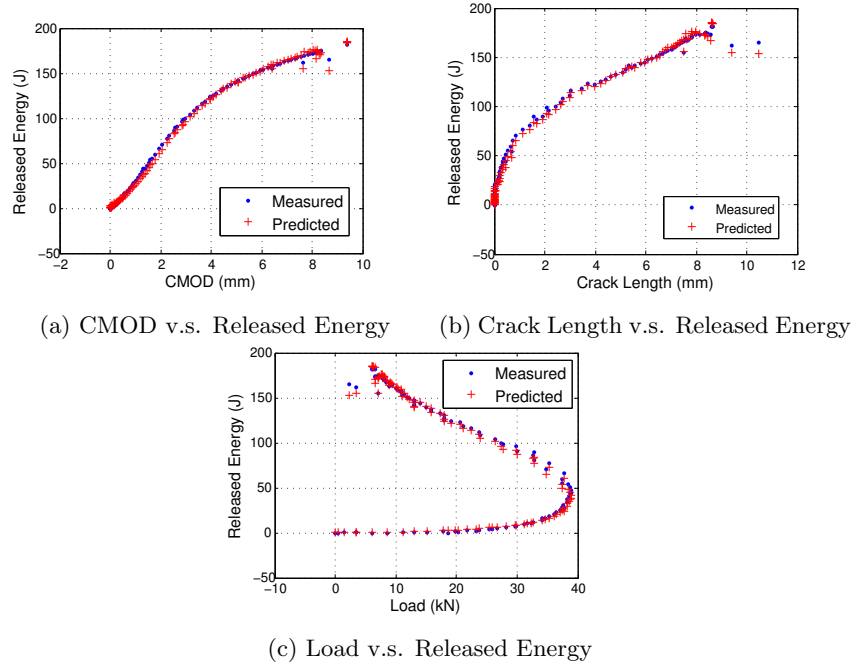 200
150
100
50
0
−50
−2
0
2
4
6
8
10
Released Energy (J)
CMOD (mm)
Measured
Predicted
(a) CMOD v.s. Released Energy
200
150
100
50
0
−50
0
2
4
6
8
10
12
Released Energy (J)
Crack Length (mm)
Measured
Predicted
(b) Crack Length v.s. Released Energy
200
150
100
50
0
−50
−10
0
10
20
30
40
Released Energy (J)
Load (kN)
Measured
Predicted
(c) Load v.s. Released Energy